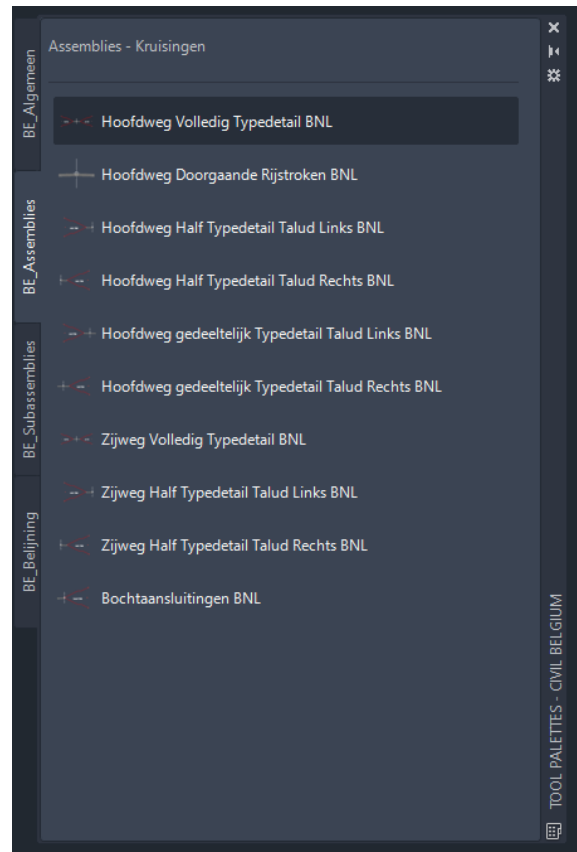 Assemblies - Kruisingen
Hoofdweg Volledig Typedetail BNL
Hoofdweg Doorgaande Rijstroken BNL
Hoofdweg Half Typedetail Talud Links BNL
Hoofdweg Half Typedetail Talud Rechts BNL
Hoofdweg gedeeltelijk Typedetail Talud Links BNL
Hoofdweg gedeeltelijk Typedetail Talud Rechts BNL
Zijweg Volledig Typedetail BNL
Zijweg Half Typedetail Talud Links BNL
Zijweg Half Typedetail Talud Rechts BNL
Bochtaansluitingen BNL
BE_Algemeen
BE_Assemblies
BE_Subassemblies
BE_Belijning
TOOL PALETTES - CIVIL BELGIUM